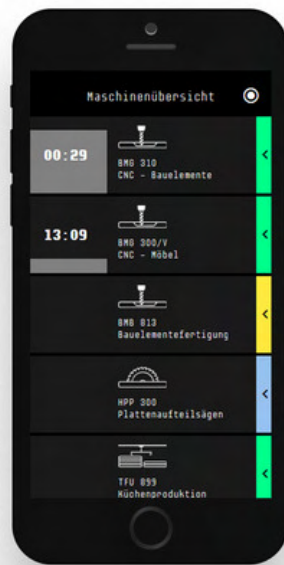 Maschinenübersicht
00:29
BMG 310
CNC - Bauelemente
13:09
BMG 300/V
CNC - Möbel
BMB 813
Bauelementefertigung
HPP 300
Plattenaufteilsägen
TFU 899
Küchenproduktion